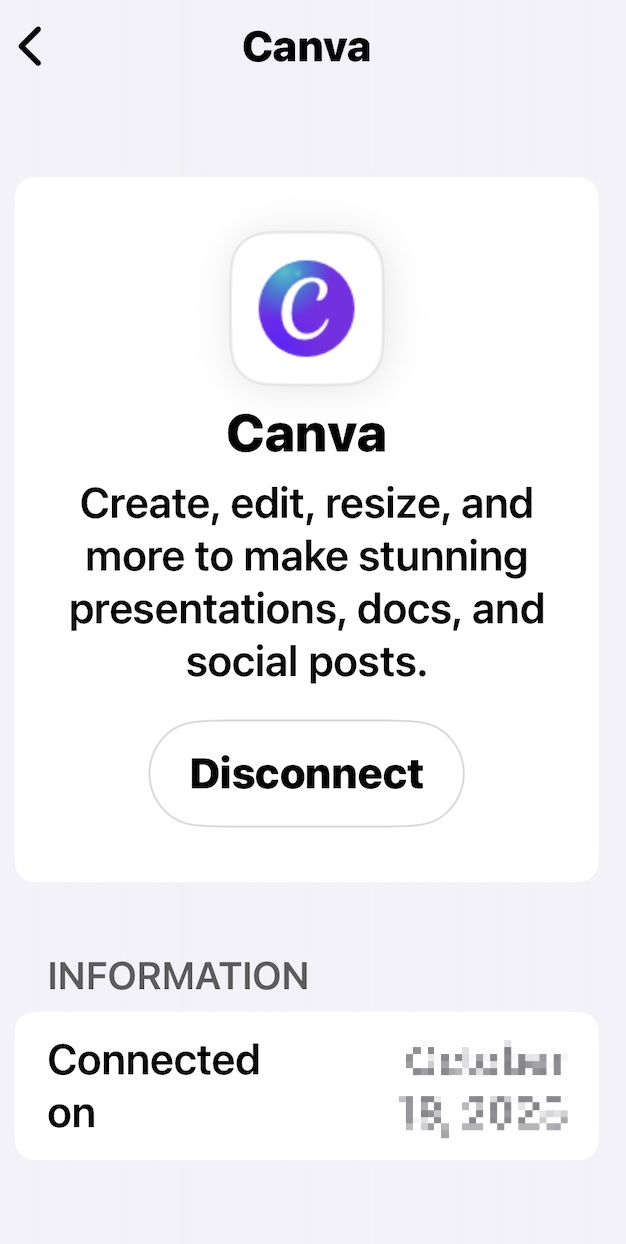 Canva
C
Canva
Create, edit, resize, and
more to make stunning
presentations, docs, and
social posts.
Disconnect
INFORMATION
Connected
on